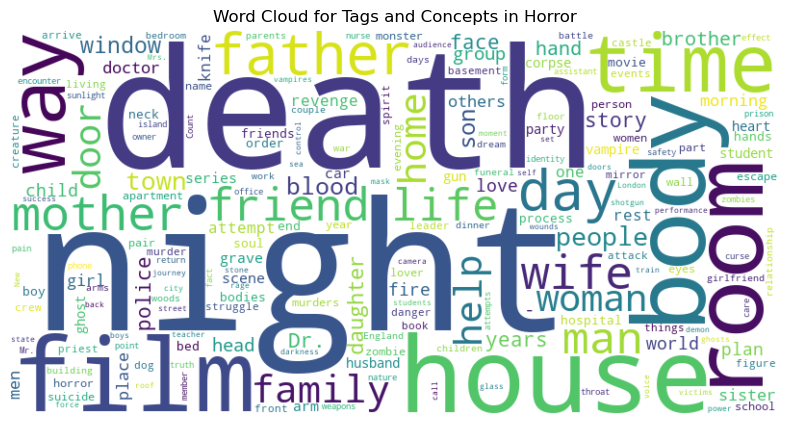 Word Cloud for Tags and Concepts in Horror
arrive bedroom parents nurse monster face battle castle brother
Mrs. window father audience group hand effect
encounter doctor knife vampires days basement corpse movie events time
living sunlight name couple revenge spirit form others assistant person morning
way death
creature door neck Count friends control home son floor party story prison heart
island owner order war evening moment set women part hands
child town series car gun dream vampire student
success office work blood mask funeral self love one identity doors mirror safety wall escape
apartment London
mother friend life day body room
shotgun zombies
attempt end year leader dinner process rest performance
pain pair soul wounds people curse relationship
New phone murder grave camera attack girlfriend
girl police return scene stone lover wife train eyes
boy journey fact night help
arms city bodies rage daughter fire woman care
crew back woods murders students danger attempts hospital things demon
ghost street struggle book -
state boys teacher Dr. England years man world ghosts plan
Mr. point head zombie children
priest bed darkness husband figure
men building place dog truth family nature house sister
horror roof call glass voice victims
suicide member front arm weapons throat power school
force film